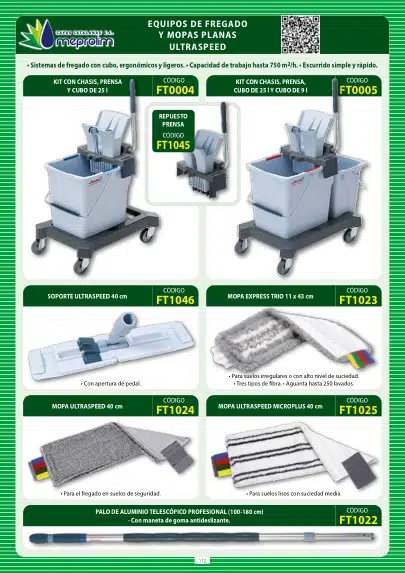 CAYRE CATALANAS S.L.
meprolim
EQUIPOS DE FREGADO
Y MOPAS PLANAS
ULTRASPEED
• Sistemas de fregado con cubo, ergonómicos y ligeros. • Capacidad de trabajo hasta 750 m²/h. • Escurrido simple y rápido.
KIT CON CHASIS, PRENSA
Y CUBO DE 25 l
CÓDIGO
FT0004
KIT CON CHASIS, PRENSA,
CUBO DE 25 l Y CUBO DE 9 l
CÓDIGO
FT0005
REPUESTO
PRENSA
CÓDIGO
FT1045
SOPORTE ULTRASPEED 40 cm
CÓDIGO
FT1046
• Con apertura de pedal.
MOPA EXPRESS TRIO 11 x 43 cm
CÓDIGO
FT1023
• Para suelos irregulares o con alto nivel de suciedad.
• Tres tipos de fibra. • Aguanta hasta 250 lavados.
MOPA ULTRASPEED 40 cm
CÓDIGO
FT1024
• Para el fregado en suelos de seguridad.
MOPA ULTRASPEED MICROPLUS 40 cm
CÓDIGO
FT1025
• Para suelos lisos con suciedad media.
PALO DE ALUMINIO TELESCÓPICO PROFESIONAL (100-180 cm)
• Con maneta de goma antideslizante.
CÓDIGO
FT1022
112